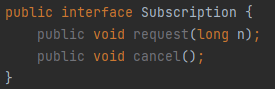 public interface Subscription {
    public void request(long n);
    public void cancel();
}